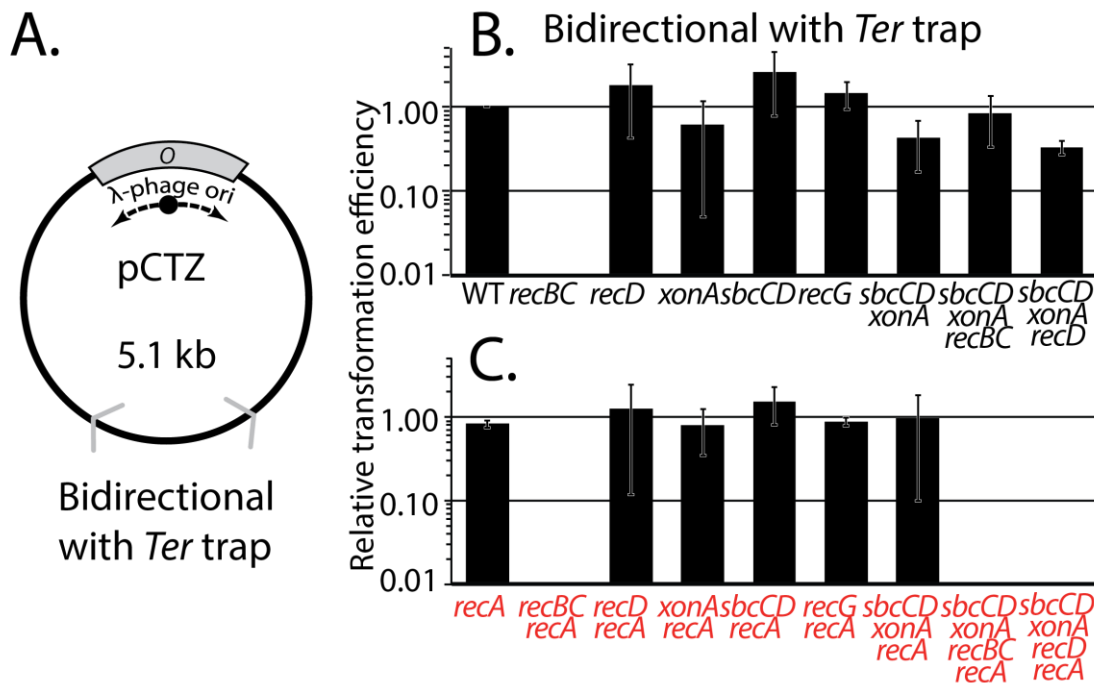 A.
O
λ-phage ori
pCTZ
5.1 kb
Bidirectional
with Ter trap
B. Bidirectional with Ter trap
Relative transformation efficiency
1.00
0.10
0.01
WT recBC recD xonA sbcCD recG sbcCD sbcCD sbcCD
xonA xonA xonA
recBC recD
C.
1.00
0.10
0.01
recA recBC recD xonA sbcCD recG sbcCD sbcCD sbcCD
recA recA recA recA recA xonA xonA xonA
recA recBC recD
recA recA